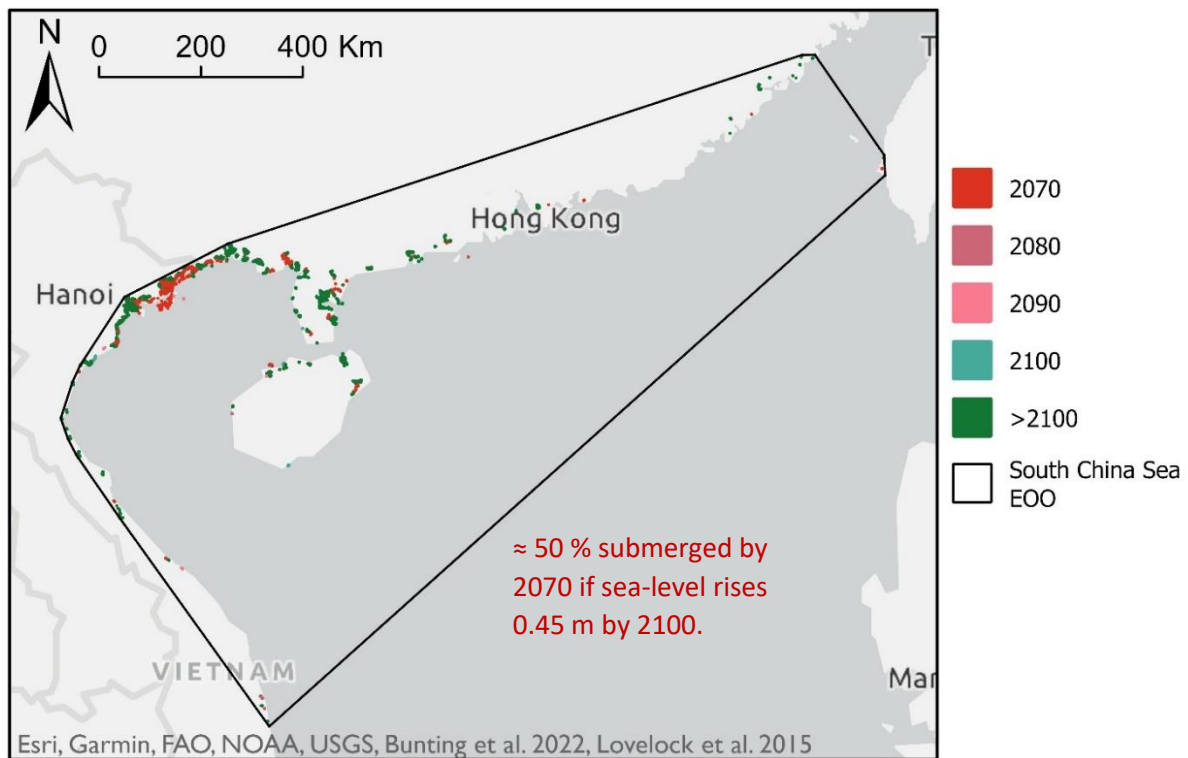 N
0 200 400 Km
T
Hong Kong
Hanoi
≈ 50 % submerged by
2070 if sea-level rises
0.45 m by 2100.
VIETNAM
Mar
Esri, Garmin, FAO, NOAA, USGS, Bunting et al. 2022, Lovelock et al. 2015
2070
2080
2090
2100
>2100
South China Sea
EOO